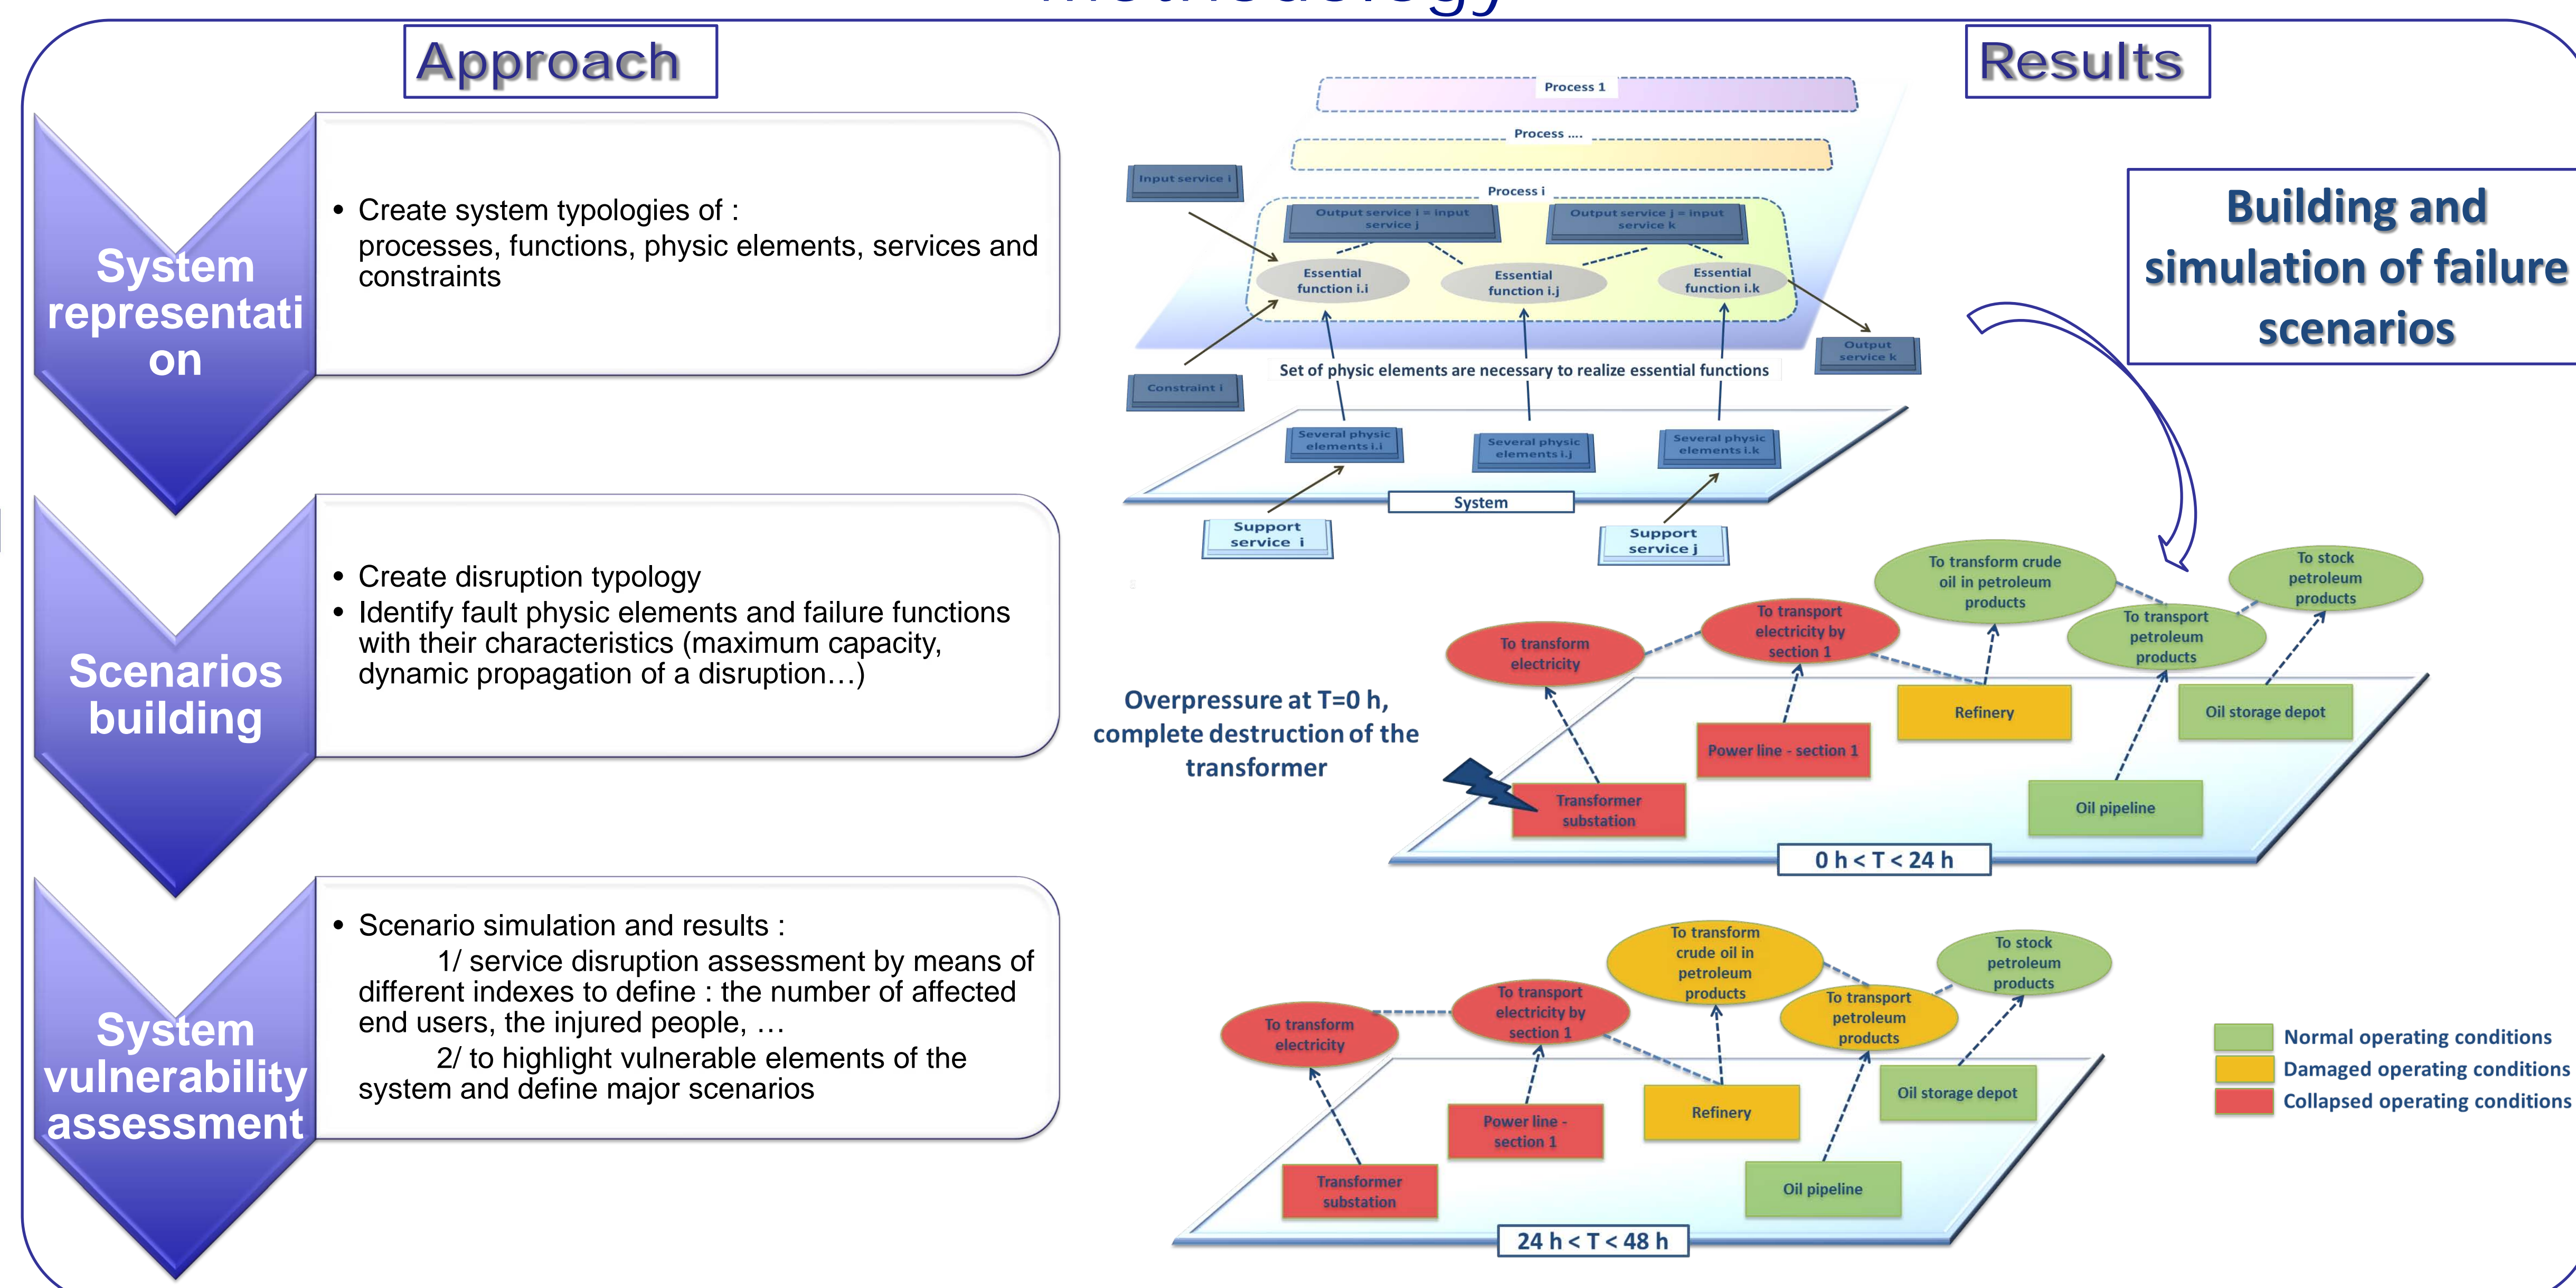 Methodology
Approach
Results
System
representati
on
• Create system typologies of :
processes, functions, physic elements, services and
constraints
Scenarios
building
• Create disruption typology
• Identify fault physic elements and failure functions
with their characteristics (maximum capacity,
dynamic propagation of a disruption…)
System
vulnerability
assessment
• Scenario simulation and results :
1/ service disruption assessment by means of
different indexes to define : the number of affected
end users, the injured people, …
2/ to highlight vulnerable elements of the
system and define major scenarios
Process 1
Process ....
Process i
Input service i
Output service i = input
service j
Output service j = input
service k
Essential
function i.i
Essential
function i.j
Essential
function i.k
Output
service k
Constraint i
Set of physic elements are necessary to realize essential functions
Several physic
elements i.i
Several physic
elements i.j
Several physic
elements i.k
System
Support
service i
Support
service j
Building and
simulation of failure
scenarios
Overpressure at T=0 h,
complete destruction of the
transformer
To transform
electricity
To transport
electricity by
section 1
To transform crude
oil in petroleum
products
To transport
petroleum
products
To stock
petroleum
products
Transformer
substation
Power line - section 1
Refinery
Oil pipeline
Oil storage depot
0 h < T < 24 h
To transform
electricity
To transport
electricity by
section 1
To transform
crude oil in
petroleum
products
To transport
petroleum
products
To stock
petroleum
products
Transformer
substation
Power line -
section 1
Refinery
Oil pipeline
Oil storage depot
24 h < T < 48 h
Normal operating conditions
Damaged operating conditions
Collapsed operating conditions